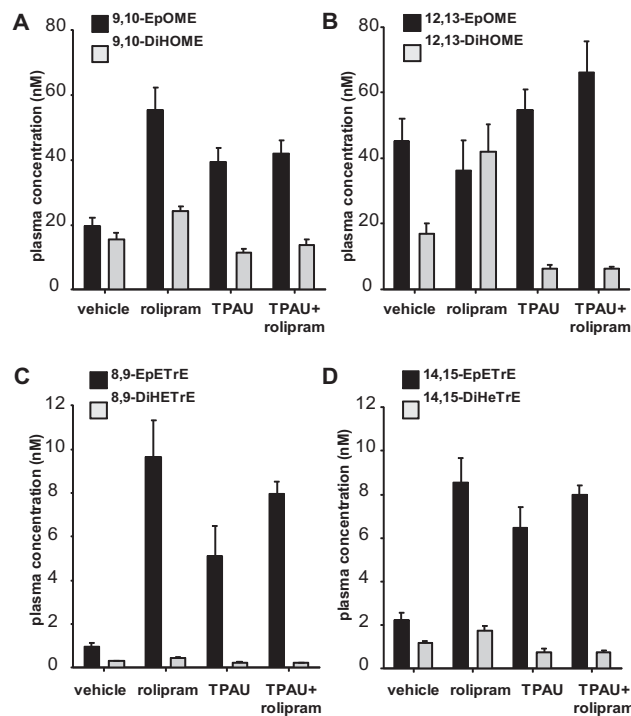 A
9,10-EpOME
9,10-DiHOME
plasma concentration (nM)
80
60
40
20
0
vehicle rolipram TPAU TPAU+
rolipram
B
12,13-EpOME
12,13-DiHOME
plasma concentration (nM)
80
60
40
20
0
vehicle rolipram TPAU TPAU+
rolipram
C
8,9-EpETrE
8,9-DiHETrE
plasma concentration (nM)
12
10
8
6
4
2
0
vehicle rolipram TPAU TPAU+
rolipram
D
14,15-EpETrE
14,15-DiHeTrE
plasma concentration (nM)
12
10
8
6
4
2
0
vehicle rolipram TPAU TPAU+
rolipram